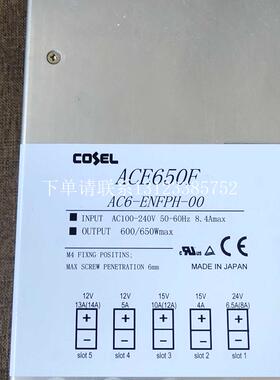 COSEL
ACE650F
AC6-ENFPH-00
下单请联系13123385752
INPUT AC100-240V 50-60Hz 8.4Amax
OUTPUT 600/650Wmax
M4 FIXNG POSITINS;
MAX SCREW PENETRATION 6mm
MADE IN JAPAN
12V 12V 15V 15V 24V
13A(14A) 5A 10A(12A) 4A 6.5A(8A)
+ + + + +
- - - - -
slot 5 slot 4 slot 3 slot 2 slot 1